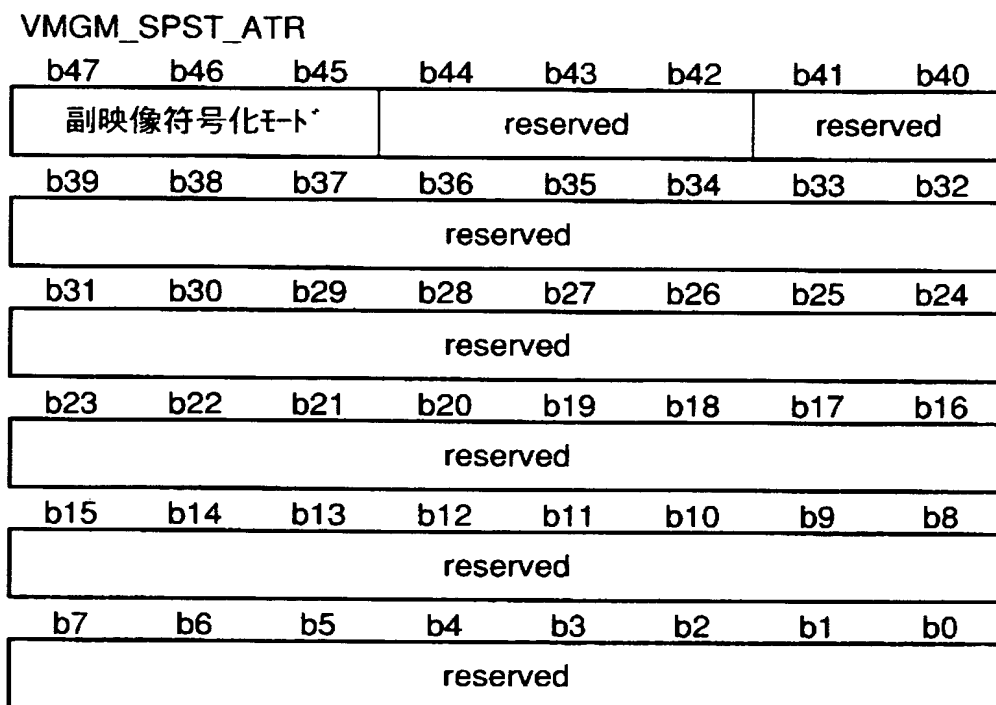 VMGM_SPST_ATR
b47 b46 b45 b44 b43 b42 b41 b40
副映像符号化ﾓｰﾄﾞ reserved reserved
b39 b38 b37 b36 b35 b34 b33 b32
reserved
b31 b30 b29 b28 b27 b26 b25 b24
reserved
b23 b22 b21 b20 b19 b18 b17 b16
reserved
b15 b14 b13 b12 b11 b10 b9 b8
reserved
b7 b6 b5 b4 b3 b2 b1 b0
reserved